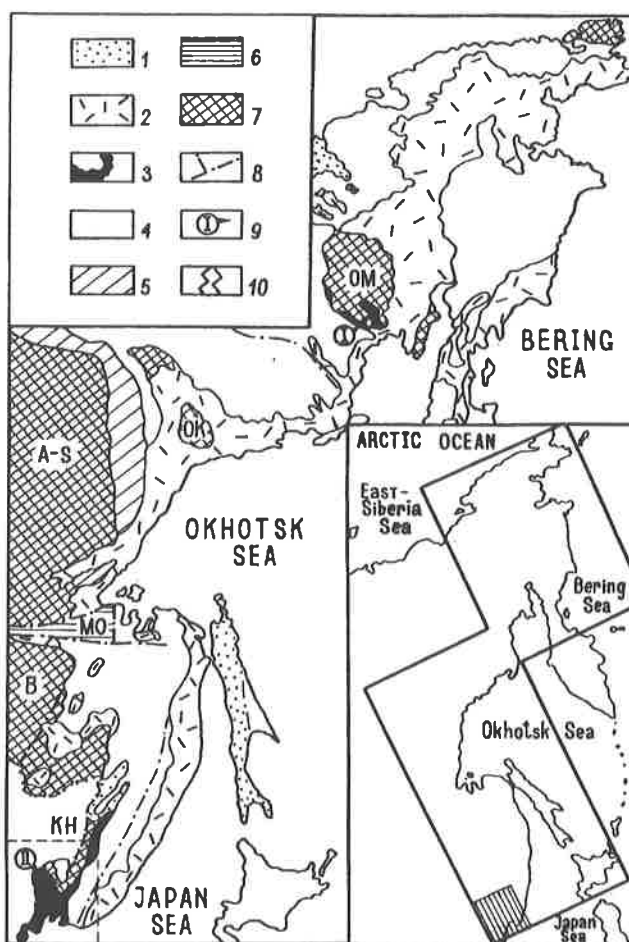 1
2
3
4
5
6
7
8
I 9
10
OM
I
BERING
SEA
OK
A-S
OKHOTSK
SEA
MO
B
KH
II
JAPAN
SEA
ARCTIC OCEAN
EAST-
Siberia
Sea
Bering
Sea
Okhotsk Sea
Japan
Sea